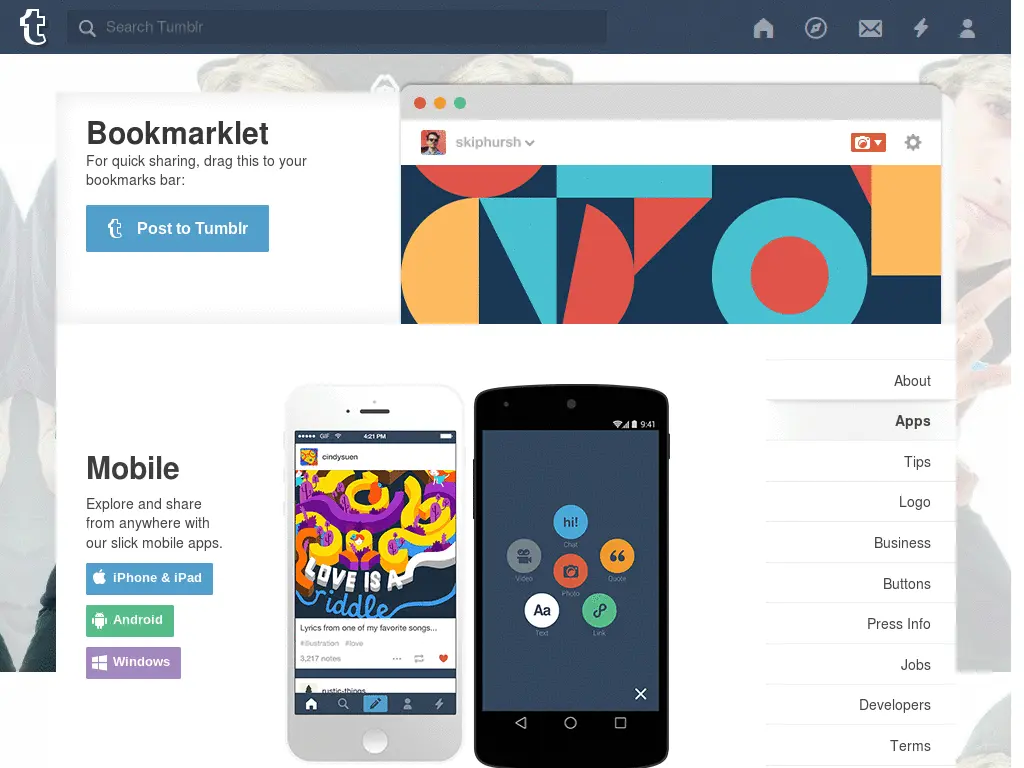 Search Tumblr
Bookmarklet
For quick sharing, drag this to your
bookmarks bar:
Post to Tumblr
skiphursh
Mobile
Explore and share
from anywhere with
our slick mobile apps.
iPhone & iPad
Android
Windows
GIF
4:21 PM
cindysuen
LOVE IS A
riddle
Lyrics from one of my favorite songs...
#illustration #love
3,217 notes
rustic-things
9:41
hi!
Chat
Video
Photo
Quote
Aa
Text
Link
About
Apps
Tips
Logo
Business
Buttons
Press Info
Jobs
Developers
Terms